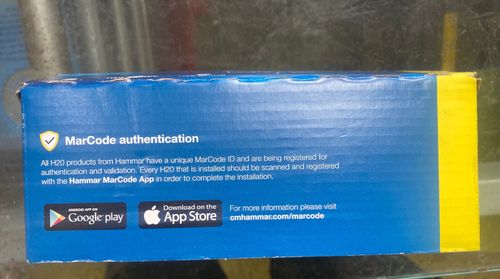 MarCode authentication
All H20 products from Hammar have a unique MarCode ID and are being registered for
authentication and validation. Every H20 that is installed should be scanned and registered
with the Hammar MarCode App in order to complete the installation.
ANDROID APP ON
Google play
Download on the
App Store
For more information please visit
cmhammar.com/marcode